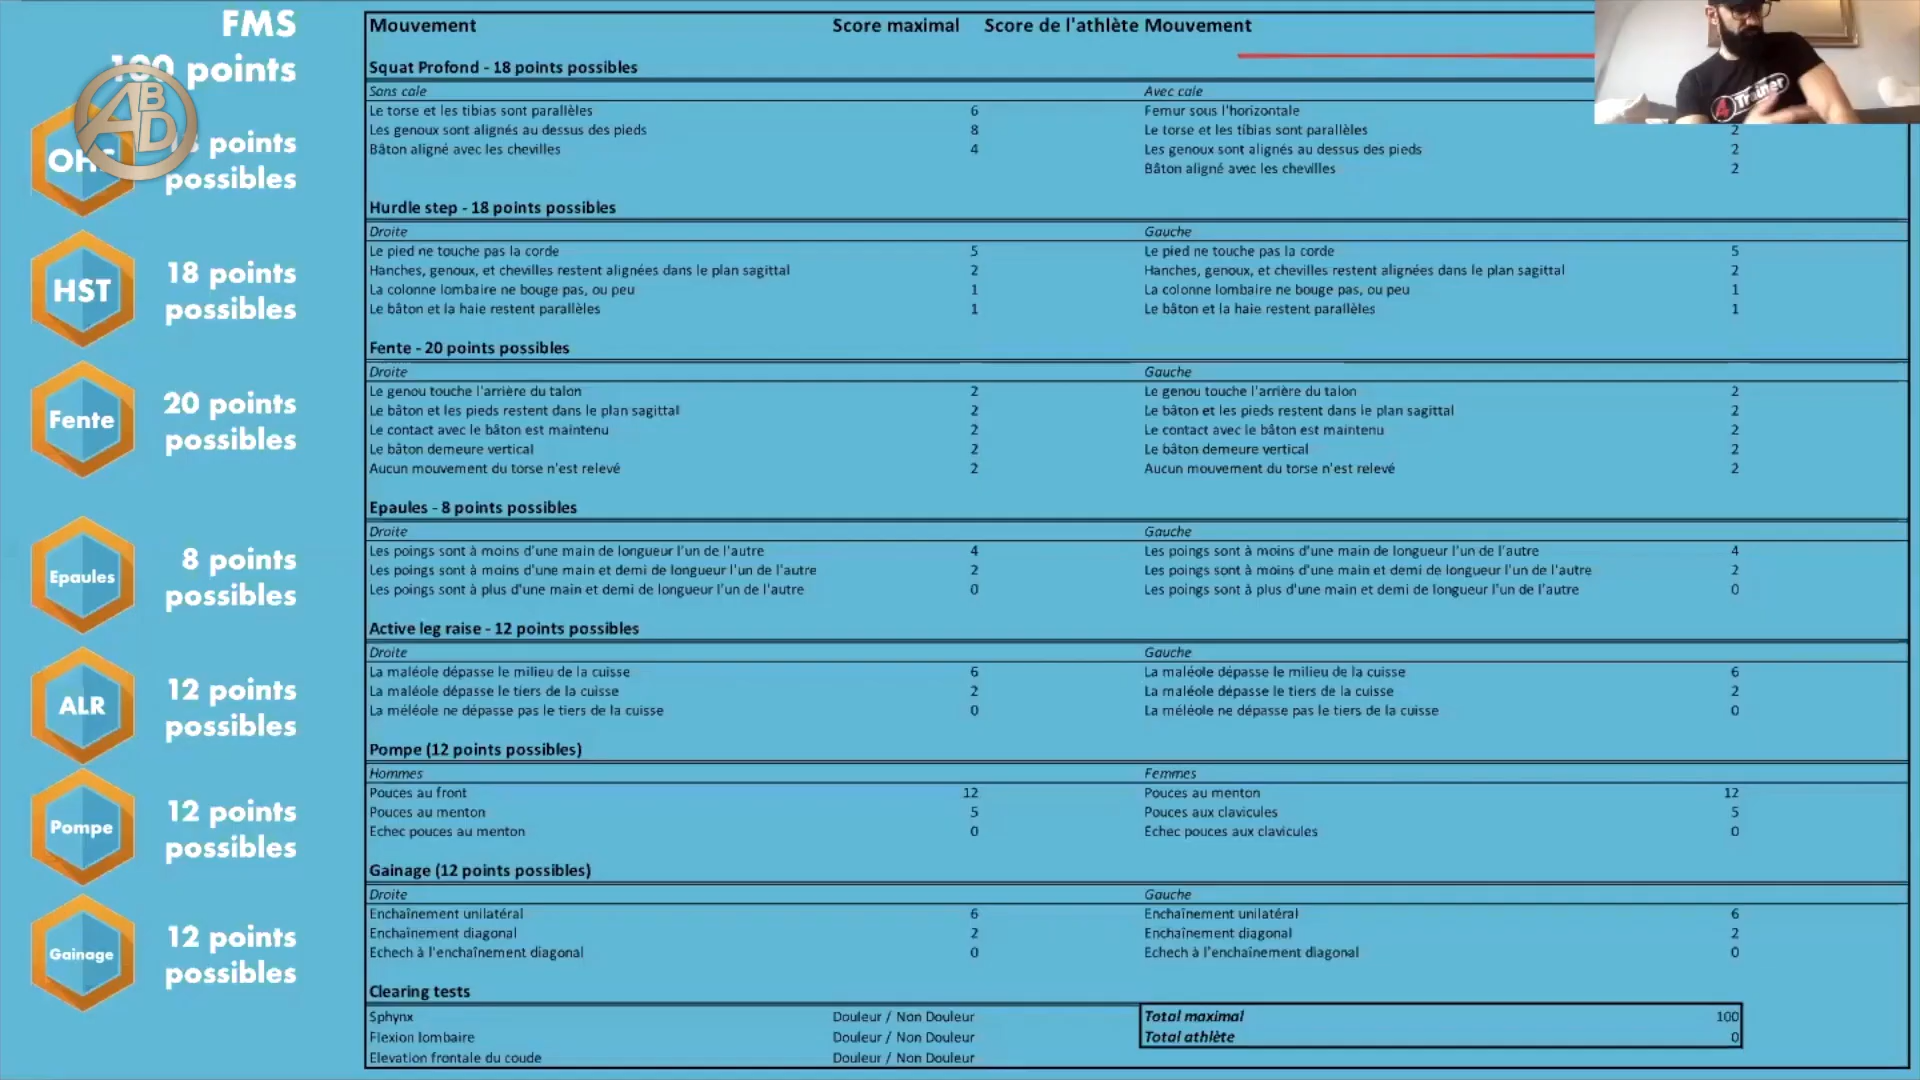 FMS
100 points
OHS
18 points
possibles
HST
18 points
possibles
Fente
20 points
possibles
Epaules
8 points
possibles
ALR
12 points
possibles
Pompe
12 points
possibles
Gainage
12 points
possibles
ABD
Trainer
Mouvement Score maximal Score de l'athlète Mouvement
Squat Profond - 18 points possibles
Sans cale Avec cale
Le torse et les tibias sont parallèles 6 Femur sous l'horizontale
Les genoux sont alignés au dessus des pieds 8 Le torse et les tibias sont parallèles 2
Bâton aligné avec les chevilles 4 Les genoux sont alignés au dessus des pieds 2
Bâton aligné avec les chevilles 2
Hurdle step - 18 points possibles
Droite Gauche
Le pied ne touche pas la corde 5 Le pied ne touche pas la corde 5
Hanches, genoux, et chevilles restent alignées dans le plan sagittal 2 Hanches, genoux, et chevilles restent alignées dans le plan sagittal 2
La colonne lombaire ne bouge pas, ou peu 1 La colonne lombaire ne bouge pas, ou peu 1
Le bâton et la haie restent parallèles 1 Le bâton et la haie restent parallèles 1
Fente - 20 points possibles
Droite Gauche
Le genou touche l'arrière du talon 2 Le genou touche l'arrière du talon 2
Le bâton et les pieds restent dans le plan sagittal 2 Le bâton et les pieds restent dans le plan sagittal 2
Le contact avec le bâton est maintenu 2 Le contact avec le bâton est maintenu 2
Le bâton demeure vertical 2 Le bâton demeure vertical 2
Aucun mouvement du torse n'est relevé 2 Aucun mouvement du torse n'est relevé 2
Epaules - 8 points possibles
Droite Gauche
Les poings sont à moins d'une main de longueur l'un de l'autre 4 Les poings sont à moins d'une main de longueur l'un de l'autre 4
Les poings sont à moins d'une main et demi de longueur l'un de l'autre 2 Les poings sont à moins d'une main et demi de longueur l'un de l'autre 2
Les poings sont à plus d'une main et demi de longueur l'un de l'autre 0 Les poings sont à plus d'une main et demi de longueur l'un de l'autre 0
Active leg raise - 12 points possibles
Droite Gauche
La maléole dépasse le milieu de la cuisse 6 La maléole dépasse le milieu de la cuisse 6
La maléole dépasse le tiers de la cuisse 2 La maléole dépasse le tiers de la cuisse 2
La méléole ne dépasse pas le tiers de la cuisse 0 La méléole ne dépasse pas le tiers de la cuisse 0
Pompe (12 points possibles)
Hommes Femmes
Pouces au front 12 Pouces au menton 12
Pouces au menton 5 Pouces aux clavicules 5
Echec pouces au menton 0 Echec pouces aux clavicules 0
Gainage (12 points possibles)
Droite Gauche
Enchaînement unilatéral 6 Enchaînement unilatéral 6
Enchaînement diagonal 2 Enchaînement diagonal 2
Echech à l'enchaînement diagonal 0 Echech à l'enchaînement diagonal 0
Clearing tests
Sphynx Douleur / Non Douleur Total maximal 100
Flexion lombaire Douleur / Non Douleur Total athlète 0
Elevation frontale du coude Douleur / Non Douleur